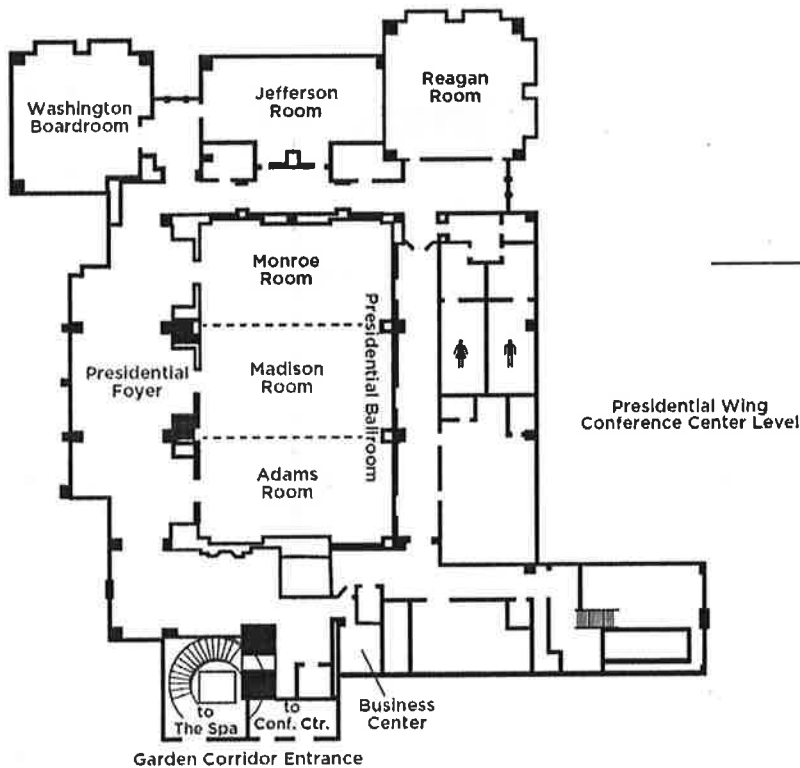 Washington
Boardroom
Jefferson
Room
Reagan
Room
Monroe
Room
Presidential Ballroom
Presidential
Foyer
Madison
Room
Presidential Wing
Conference Center Level
Adams
Room
to
The Spa
to
Conf. Ctr.
Business
Center
Garden Corridor Entrance